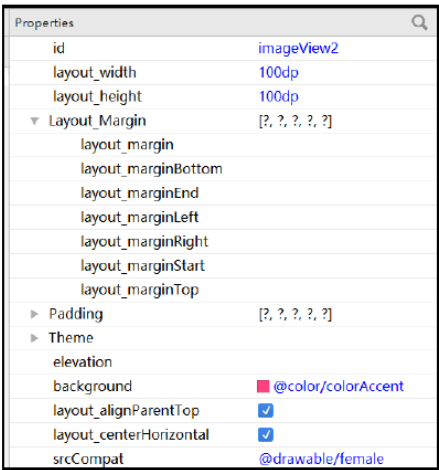 Properties
id imageView2
layout_width 100dp
layout_height 100dp
Layout_Margin [?, ?, ?, ?, ?]
layout_margin
layout_marginBottom
layout_marginEnd
layout_marginLeft
layout_marginRight
layout_marginStart
layout_marginTop
Padding [?, ?, ?, ?, ?]
Theme
elevation
background @color/colorAccent
layout_alignParentTop
layout_centerHorizontal
srcCompat @drawable/female